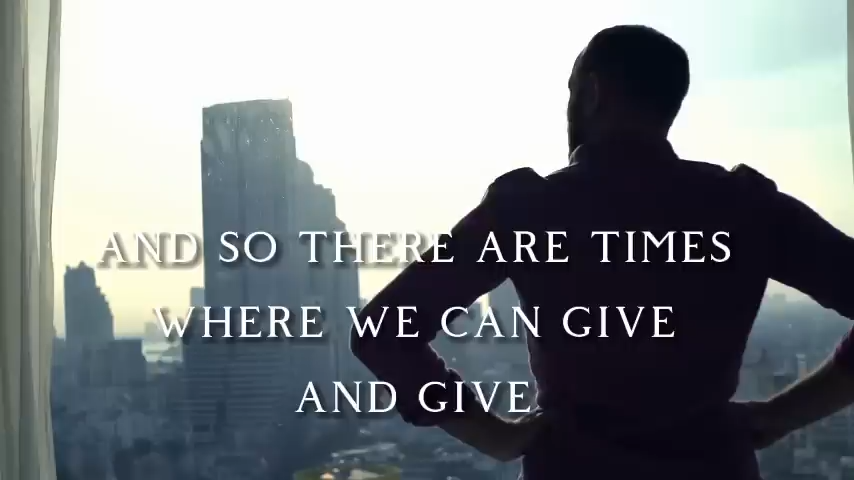 AND SO THERE ARE TIMES
WHERE WE CAN GIVE
AND GIVE